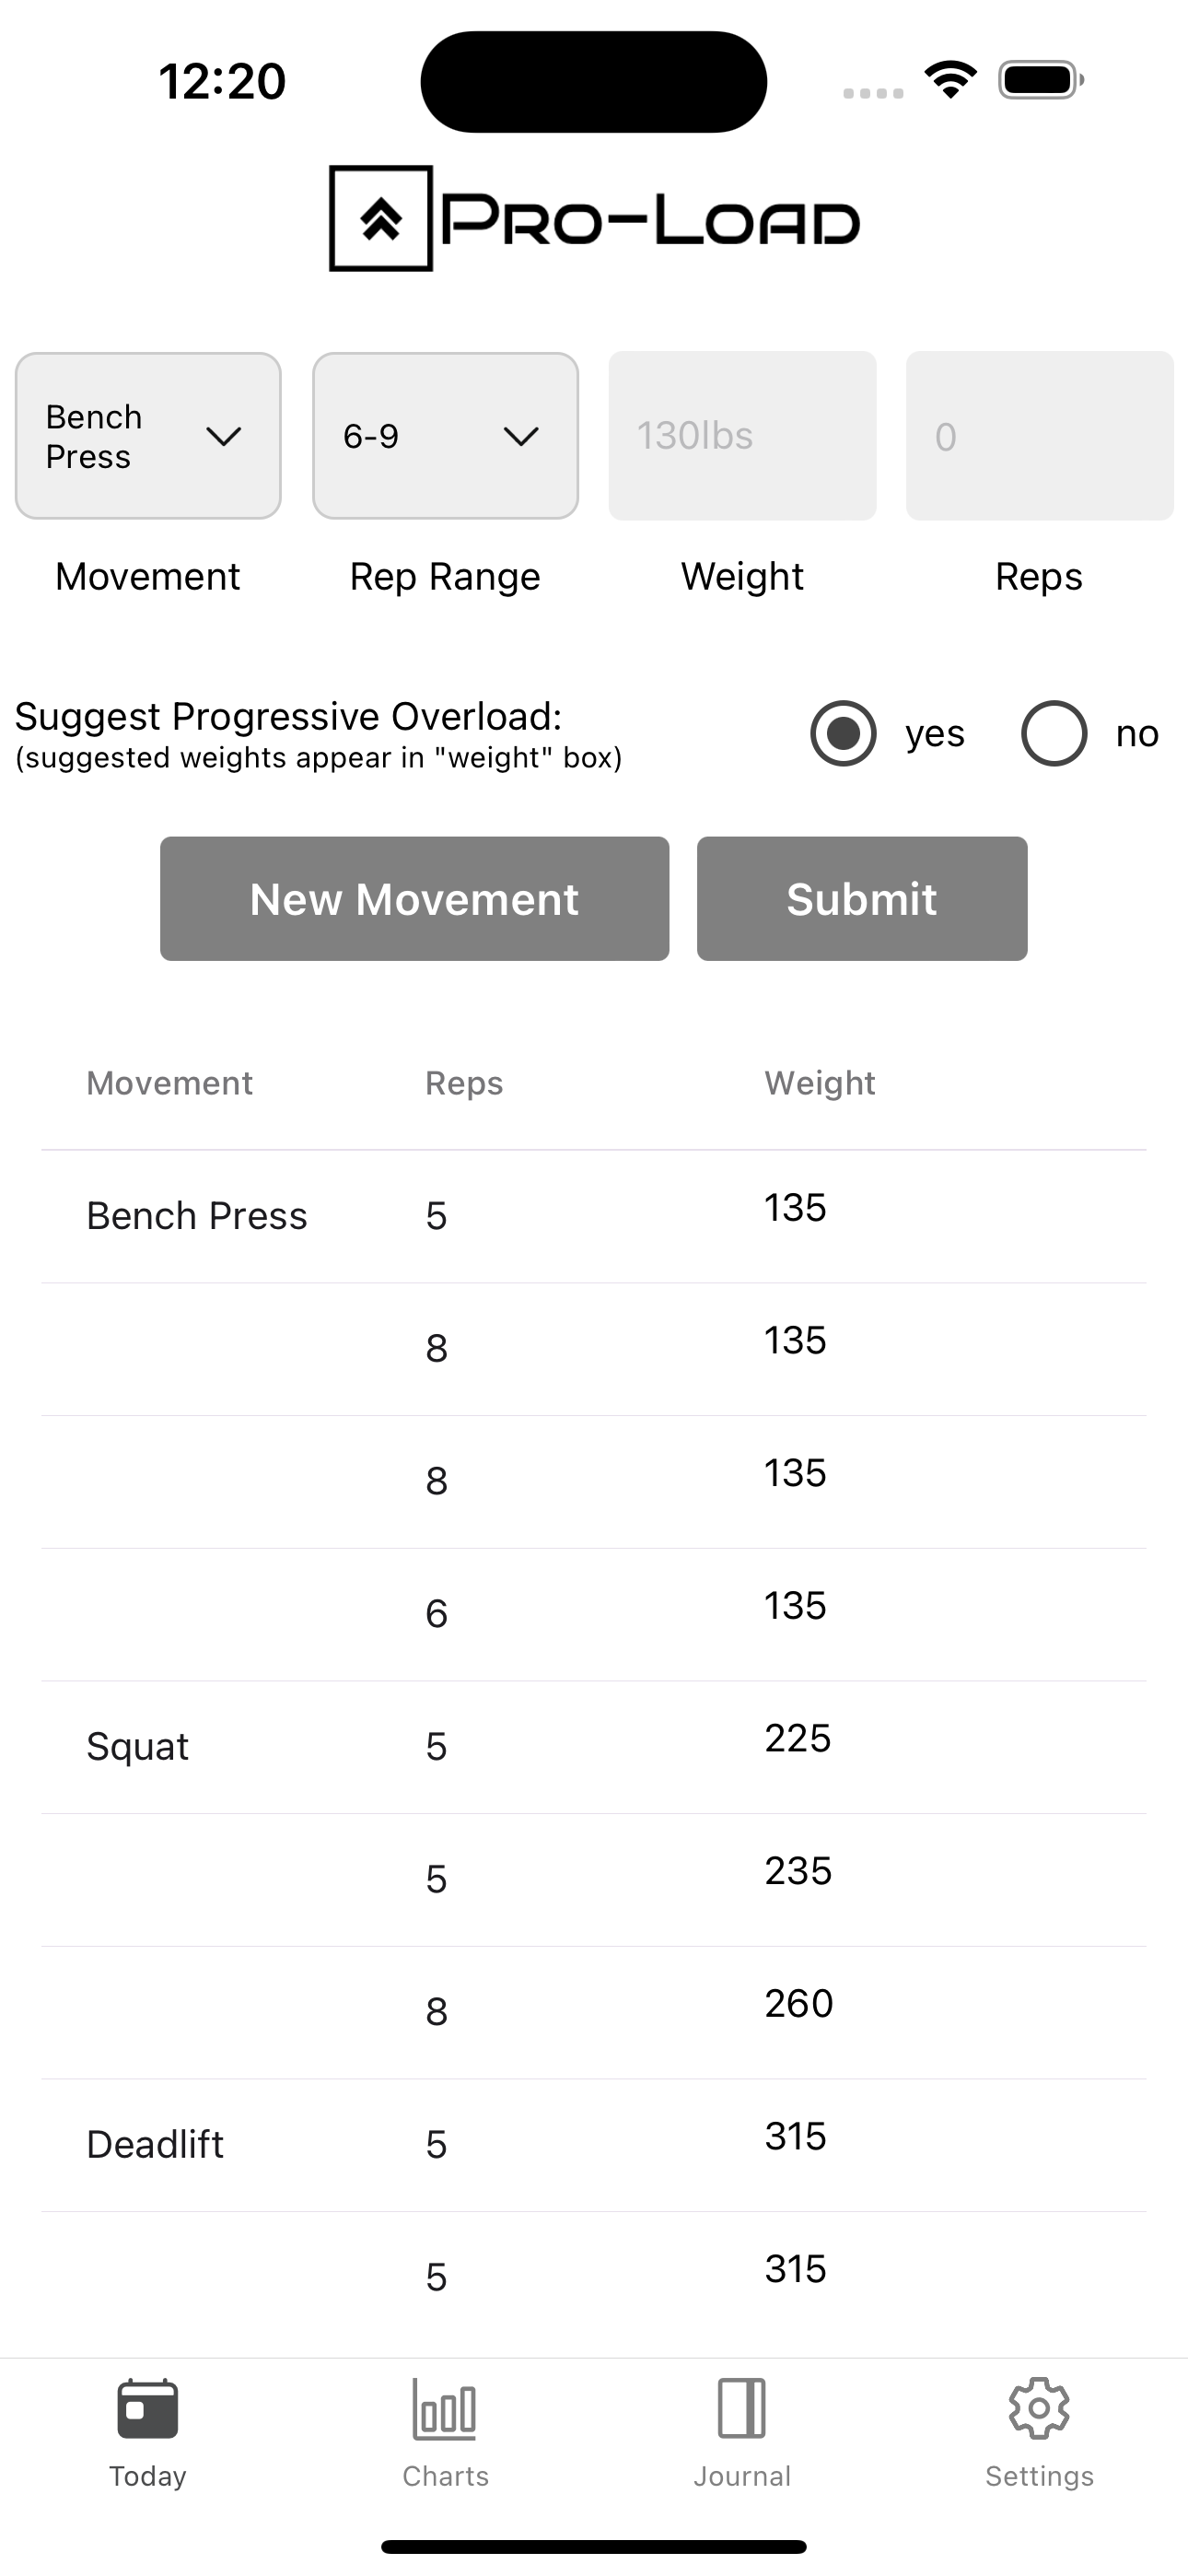 12:20
Pro-Load
Bench
Press
6-9
130lbs
0
Movement Rep Range Weight Reps
Suggest Progressive Overload:
(suggested weights appear in "weight" box)
yes no
New Movement Submit
Movement Reps Weight
Bench Press 5 135
8 135
8 135
6 135
Squat 5 225
5 235
8 260
Deadlift 5 315
5 315
Today Charts Journal Settings